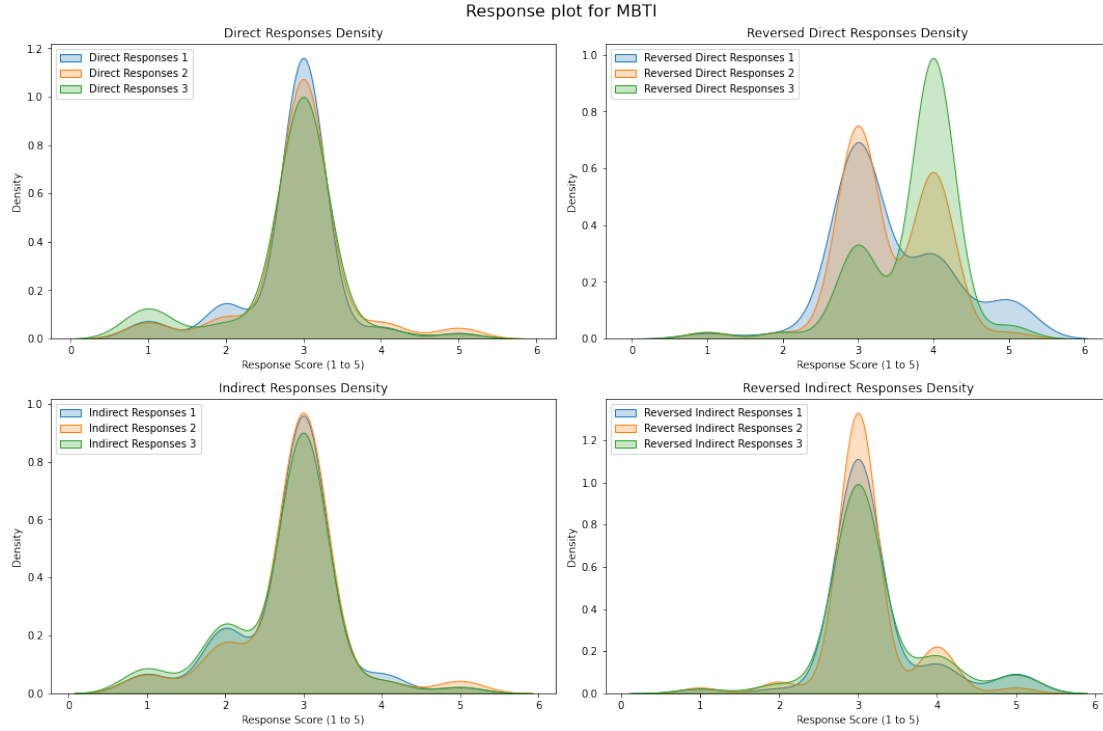 Response plot for MBTI
Direct Responses Density
Direct Responses 1
Direct Responses 2
Direct Responses 3
Density
0.0
0.2
0.4
0.6
0.8
1.0
1.2
0 1 2 3 4 5 6
Response Score (1 to 5)
Reversed Direct Responses Density
Reversed Direct Responses 1
Reversed Direct Responses 2
Reversed Direct Responses 3
Density
0.0
0.2
0.4
0.6
0.8
1.0
0 1 2 3 4 5 6
Response Score (1 to 5)
Indirect Responses Density
Indirect Responses 1
Indirect Responses 2
Indirect Responses 3
Density
0.0
0.2
0.4
0.6
0.8
1.0
0 1 2 3 4 5 6
Response Score (1 to 5)
Reversed Indirect Responses Density
Reversed Indirect Responses 1
Reversed Indirect Responses 2
Reversed Indirect Responses 3
Density
0.0
0.2
0.4
0.6
0.8
1.0
1.2
0 1 2 3 4 5 6
Response Score (1 to 5)